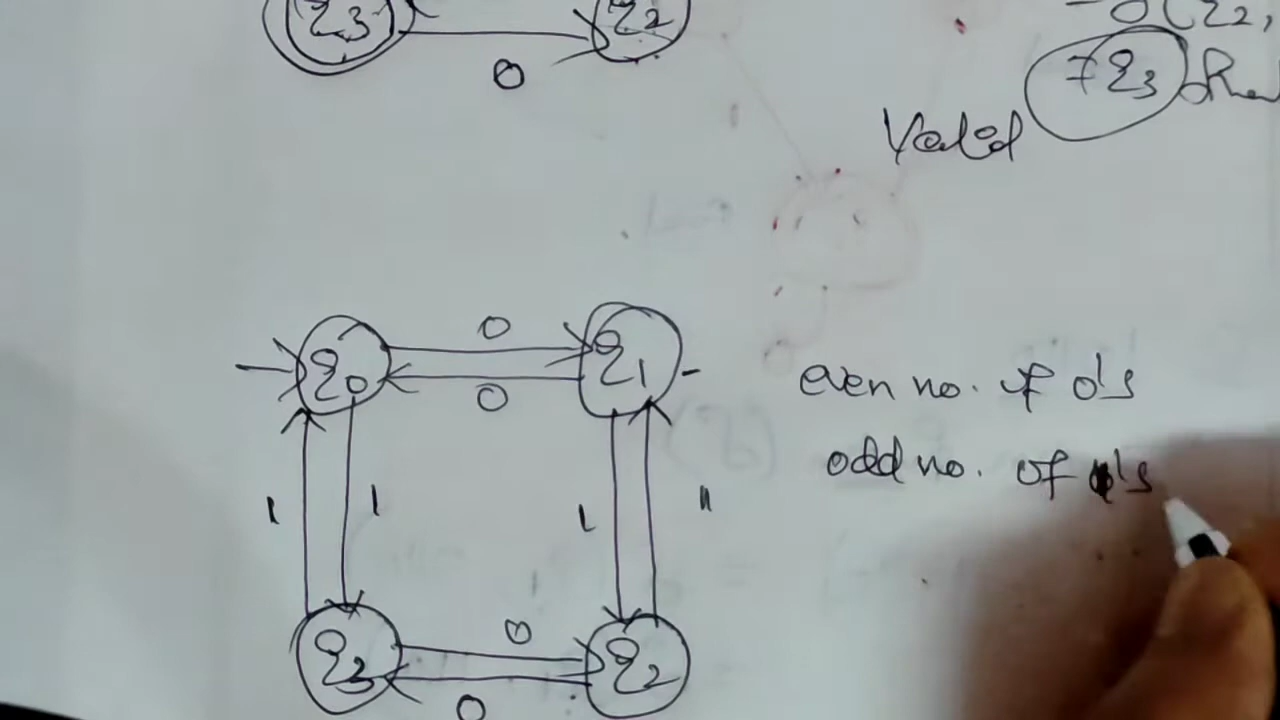 q3 q2
0
q3
Valid
0
q0 q1
0
even no. of 0's
odd no. of 1's
1 1 1 11
0
q3 q2
0